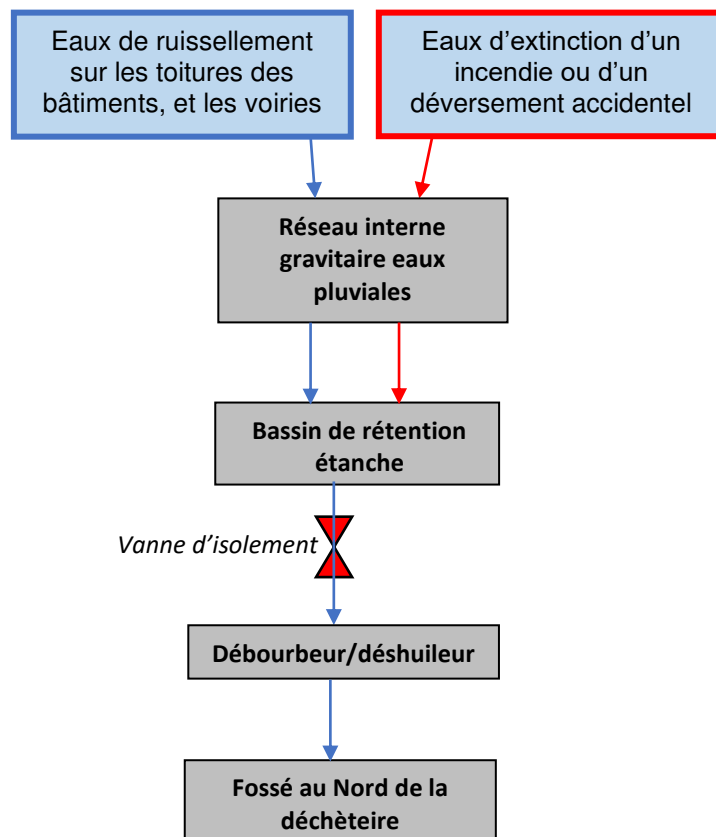 Eaux de ruissellement
sur les toitures des
bâtiments, et les voiries
Eaux d’extinction d’un
incendie ou d’un
déversement accidentel
Réseau interne
gravitaire eaux
pluviales
Bassin de rétention
étanche
Vanne d’isolement
Débourbeur/déshuileur
Fossé au Nord de la
déchèteire